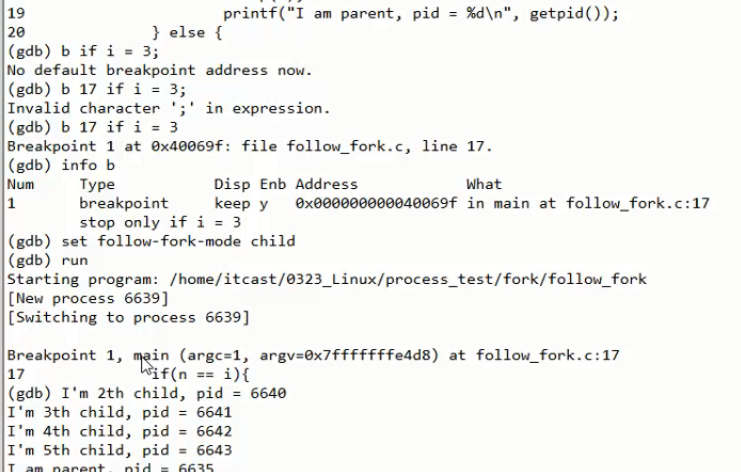 19 printf("I am parent, pid = %d\n", getpid());
20 } else {
(gdb) b if i = 3;
No default breakpoint address now.
(gdb) b 17 if i = 3;
Invalid character ';' in expression.
(gdb) b 17 if i = 3
Breakpoint 1 at 0x40069f: file follow_fork.c, line 17.
(gdb) info b
Num Type Disp Enb Address What
1 breakpoint keep y 0x000000000040069f in main at follow_fork.c:17
stop only if i = 3
(gdb) set follow-fork-mode child
(gdb) run
Starting program: /home/itcast/0323_Linux/process_test/fork/follow_fork
[New process 6639]
[Switching to process 6639]
Breakpoint 1, main (argc=1, argv=0x7fffffffe4d8) at follow_fork.c:17
17 if(n == i){
(gdb) I'm 2th child, pid = 6640
I'm 3th child, pid = 6641
I'm 4th child, pid = 6642
I'm 5th child, pid = 6643
I am parent, pid = 6635